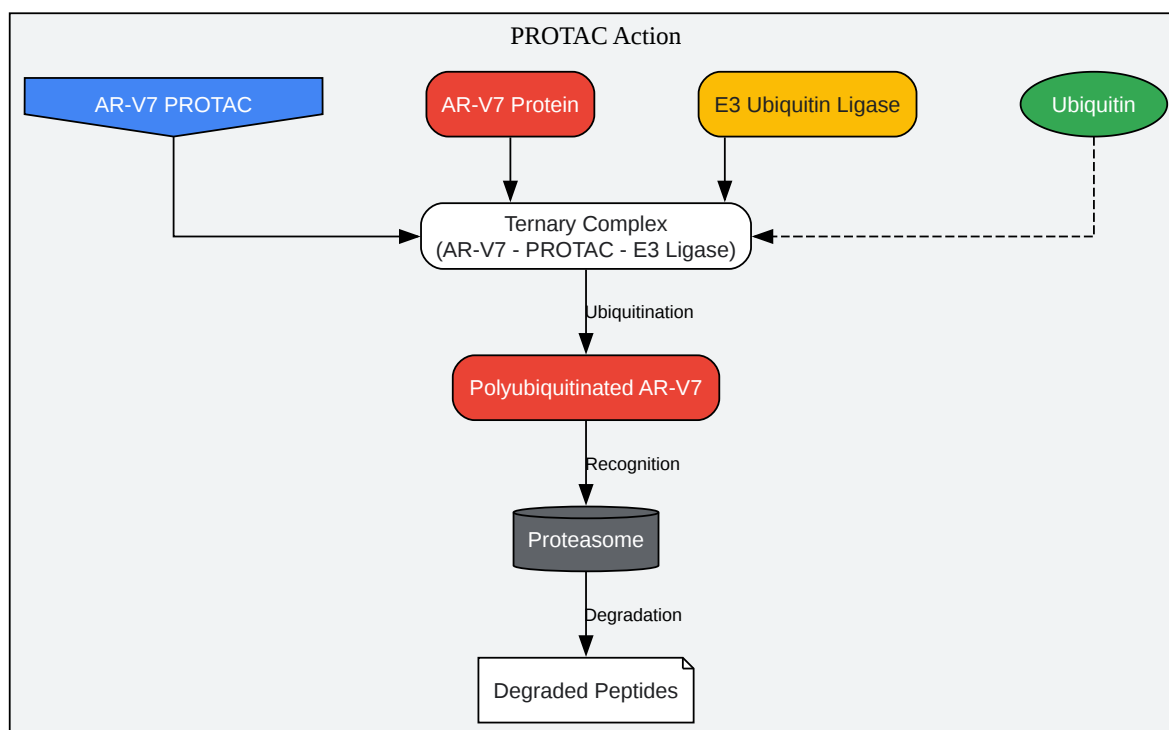 PROTAC Action
AR-V7 PROTAC
AR-V7 Protein
E3 Ubiquitin Ligase
Ubiquitin
Ternary Complex
(AR-V7 - PROTAC - E3 Ligase)
Ubiquitination
Polyubiquitinated AR-V7
Recognition
Proteasome
Degradation
Degraded Peptides